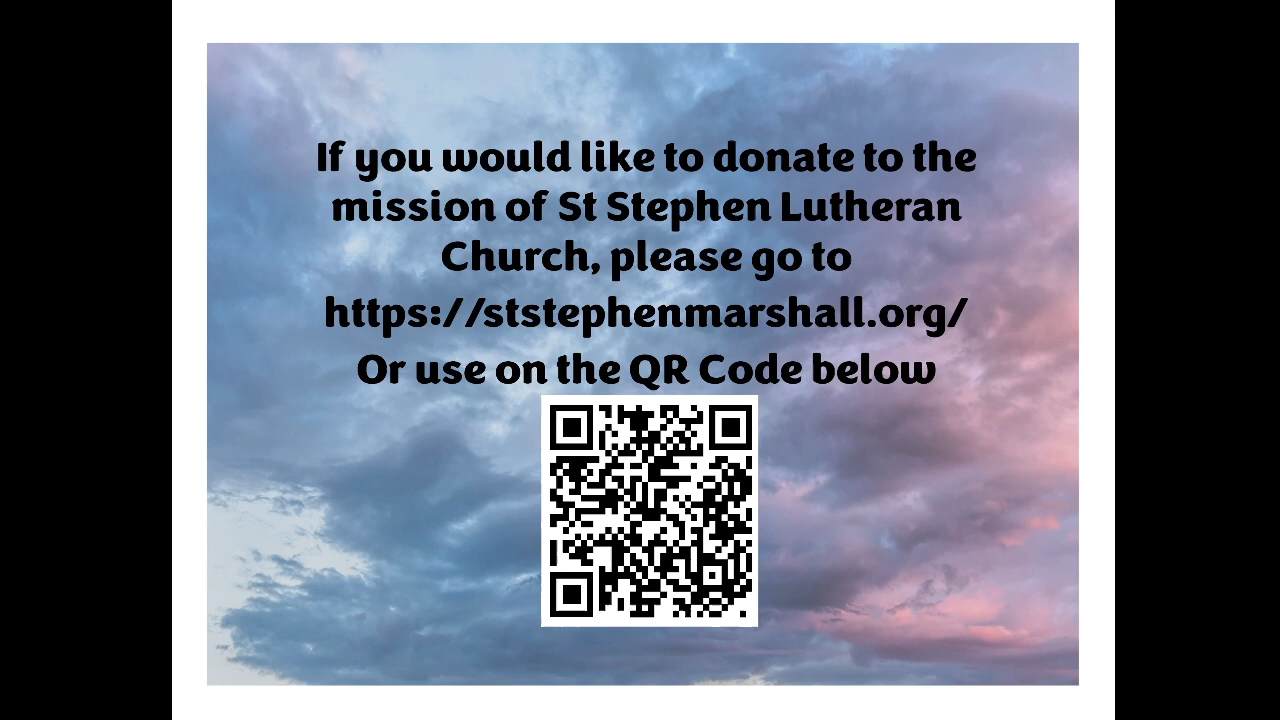 If you would like to donate to the
mission of St Stephen Lutheran
Church, please go to
https://ststephenmarshall.org/
Or use on the QR Code below